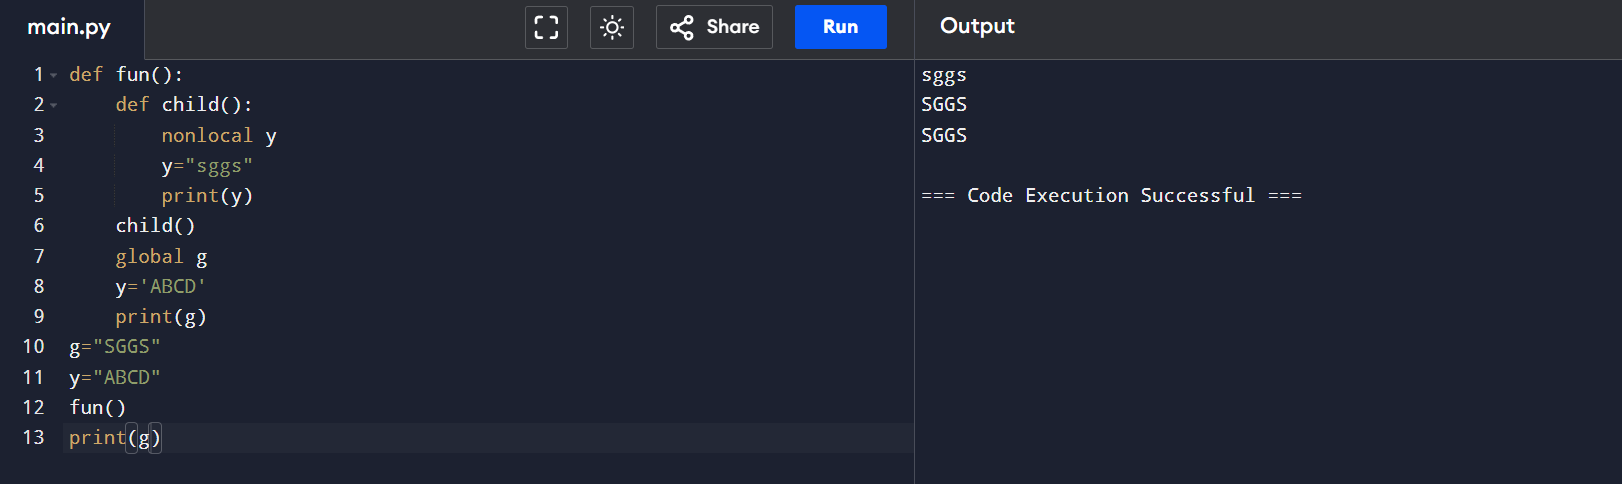 main.py Share Run Output
1 def fun():
2     def child():
3         nonlocal y
4         y="sggs"
5         print(y)
6     child()
7     global g
8     y='ABCD'
9     print(g)
10 g="SGGS"
11 y="ABCD"
12 fun()
13 print(g)
sggs
SGGS
SGGS
=== Code Execution Successful ===